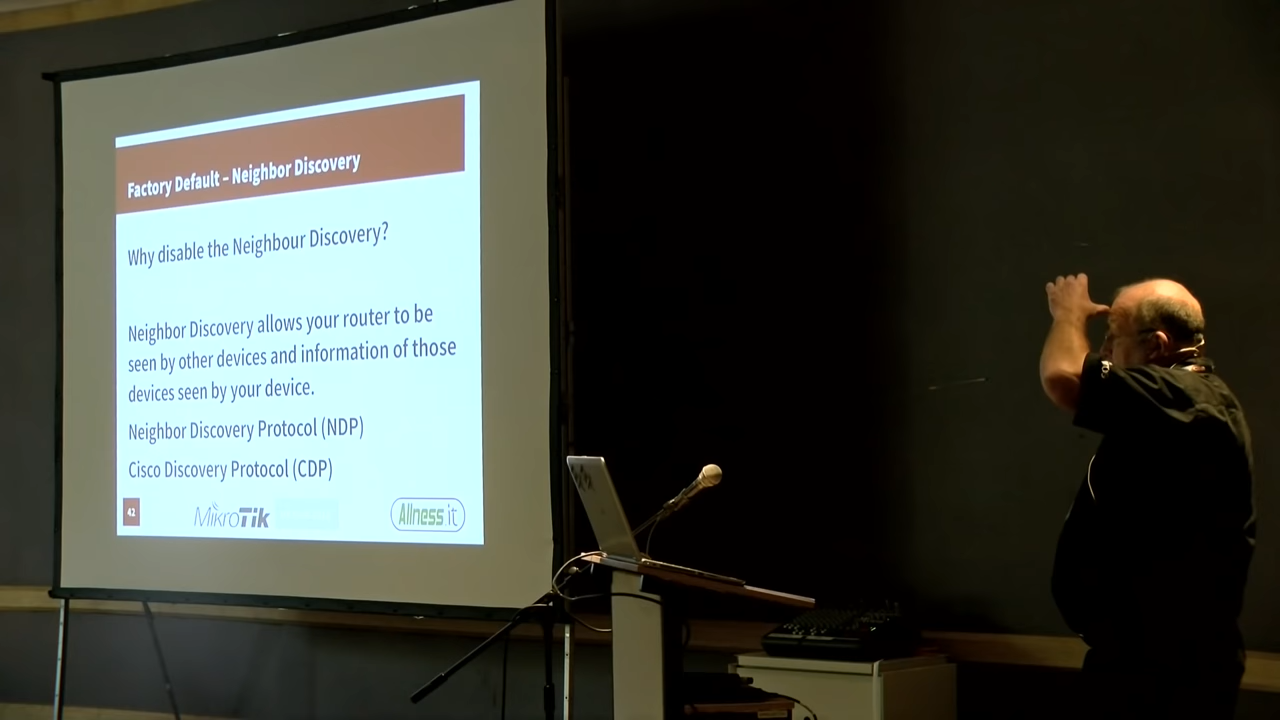 Factory Default – Neighbor Discovery
Why disable the Neighbour Discovery?
Neighbor Discovery allows your router to be
seen by other devices and information of those
devices seen by your device.
Neighbor Discovery Protocol (NDP)
Cisco Discovery Protocol (CDP)
42
MikroTik
Allness.it